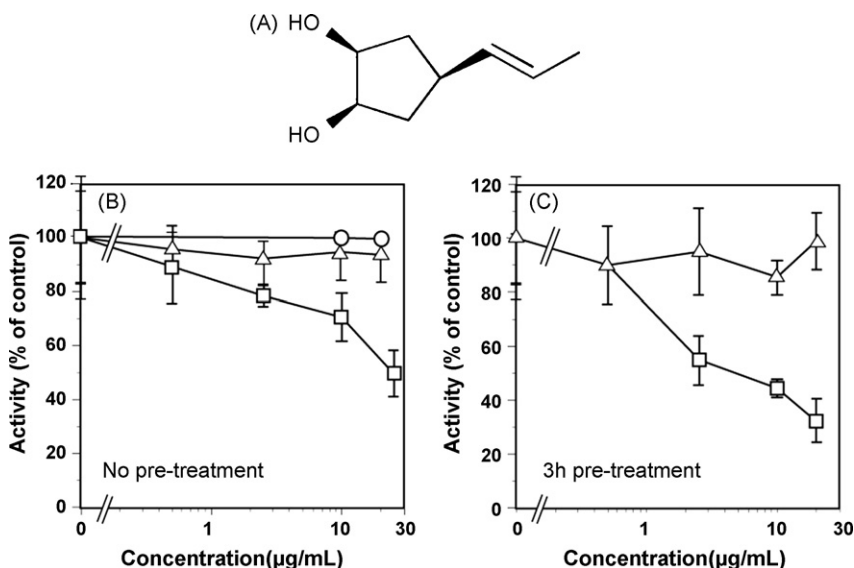 (A) HO
HO
(B)
120
100
80
60
40
20
0
Activity (% of control)
No pre-treatment
0 1 10 30
Concentration(µg/mL)
(C)
120
100
80
60
40
20
0
Activity (% of control)
3h pre-treatment
0 1 10 30
Concentration(µg/mL)